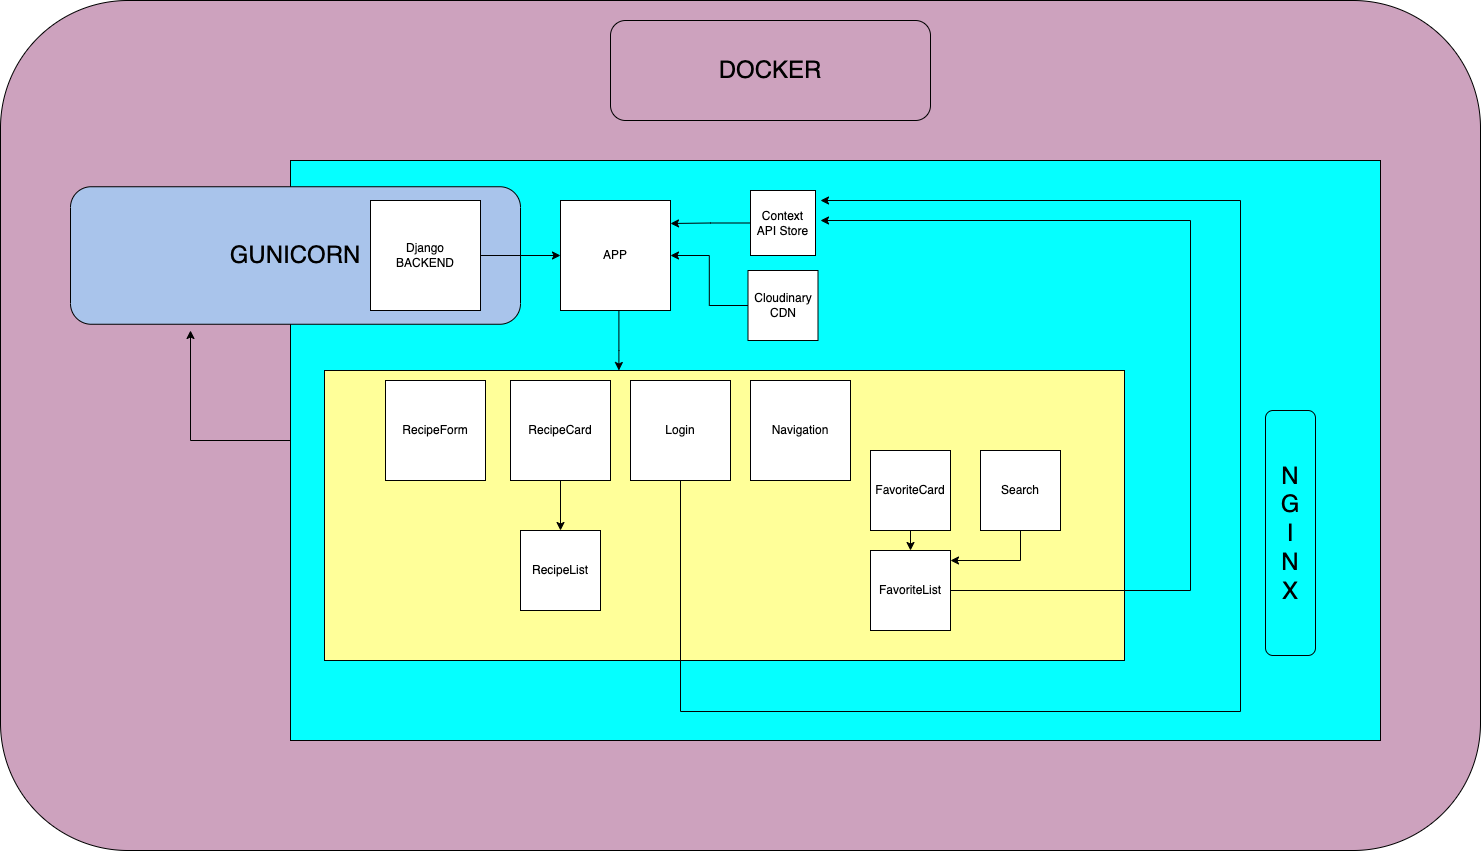 DOCKER
GUNICORN
Django
BACKEND
APP
Context
API Store
Cloudinary
CDN
RecipeForm
RecipeCard
Login
Navigation
FavoriteCard
Search
RecipeList
FavoriteList
N
G
I
N
X